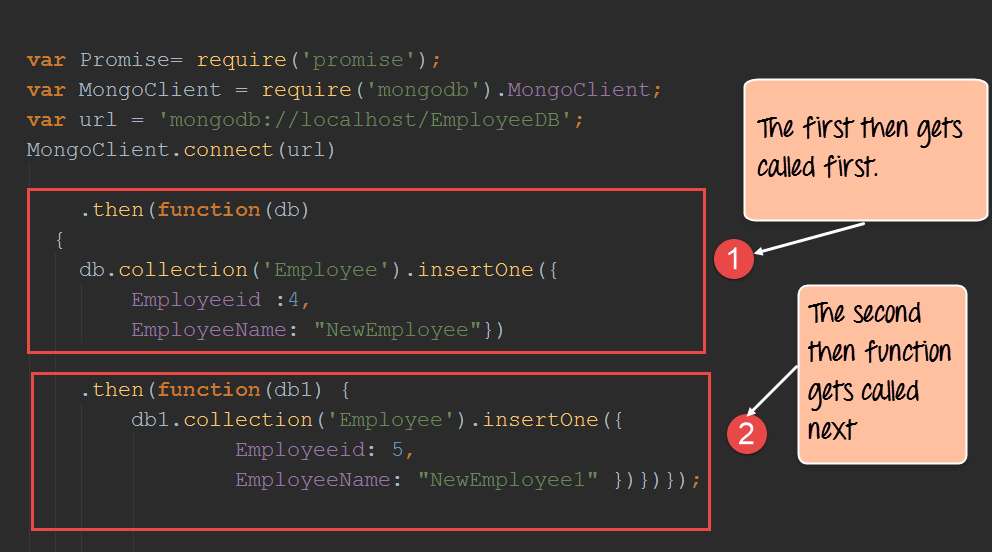 var Promise= require('promise');
var MongoClient = require('mongodb').MongoClient;
var url = 'mongodb://localhost/EmployeeDB';
MongoClient.connect(url)
.then(function(db)
{
db.collection('Employee').insertOne({
Employeeid :4,
EmployeeName: "NewEmployee"})
.then(function(db1) {
db1.collection('Employee').insertOne({
Employeeid: 5,
EmployeeName: "NewEmployee1" })})});
The first then gets
called first.
1
The second
then function
gets called
next
2